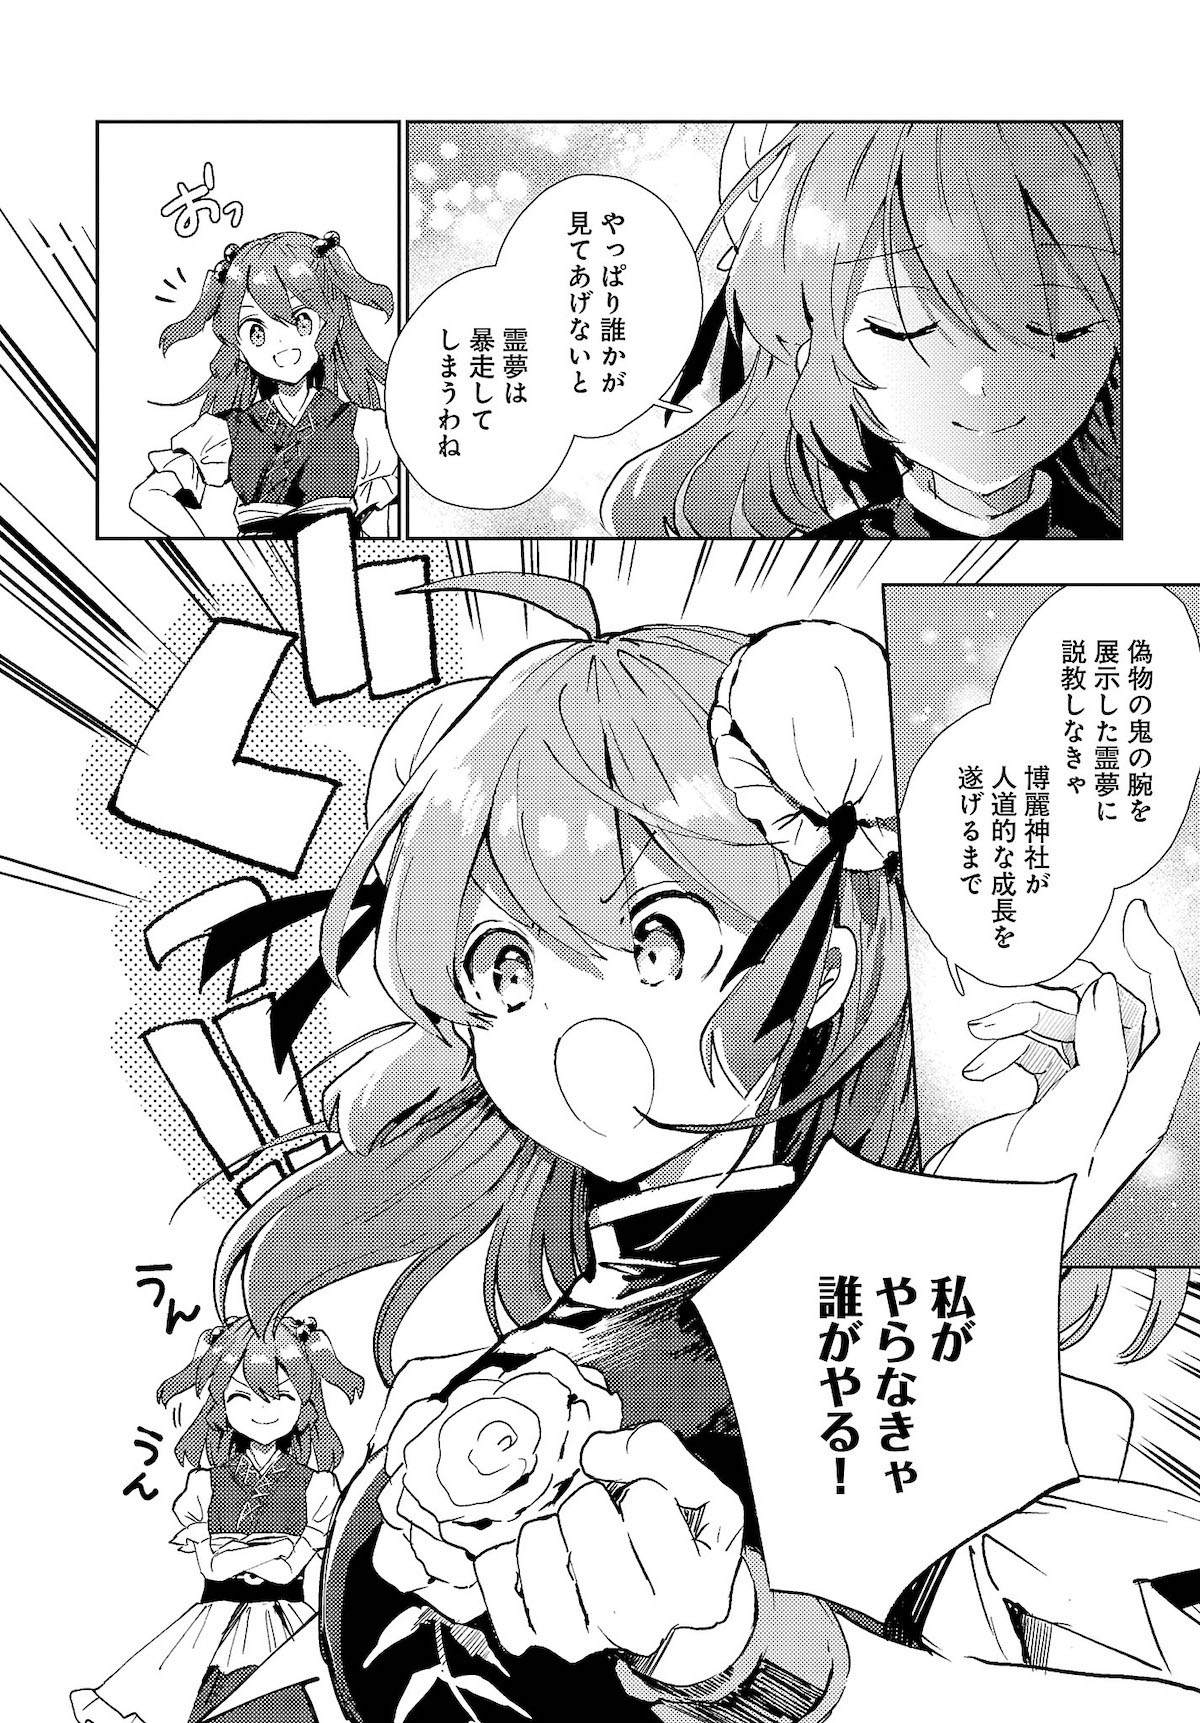 やっぱり誰かが
見てあげないと
霊夢は
暴走して
しまうわね
おっ
偽物の鬼の腕を
展示した霊夢に
説教しなきゃ
博麗神社が
人道的な成長を
遂げるまで
私が
やらなきゃ
誰がやる！
うん
うん